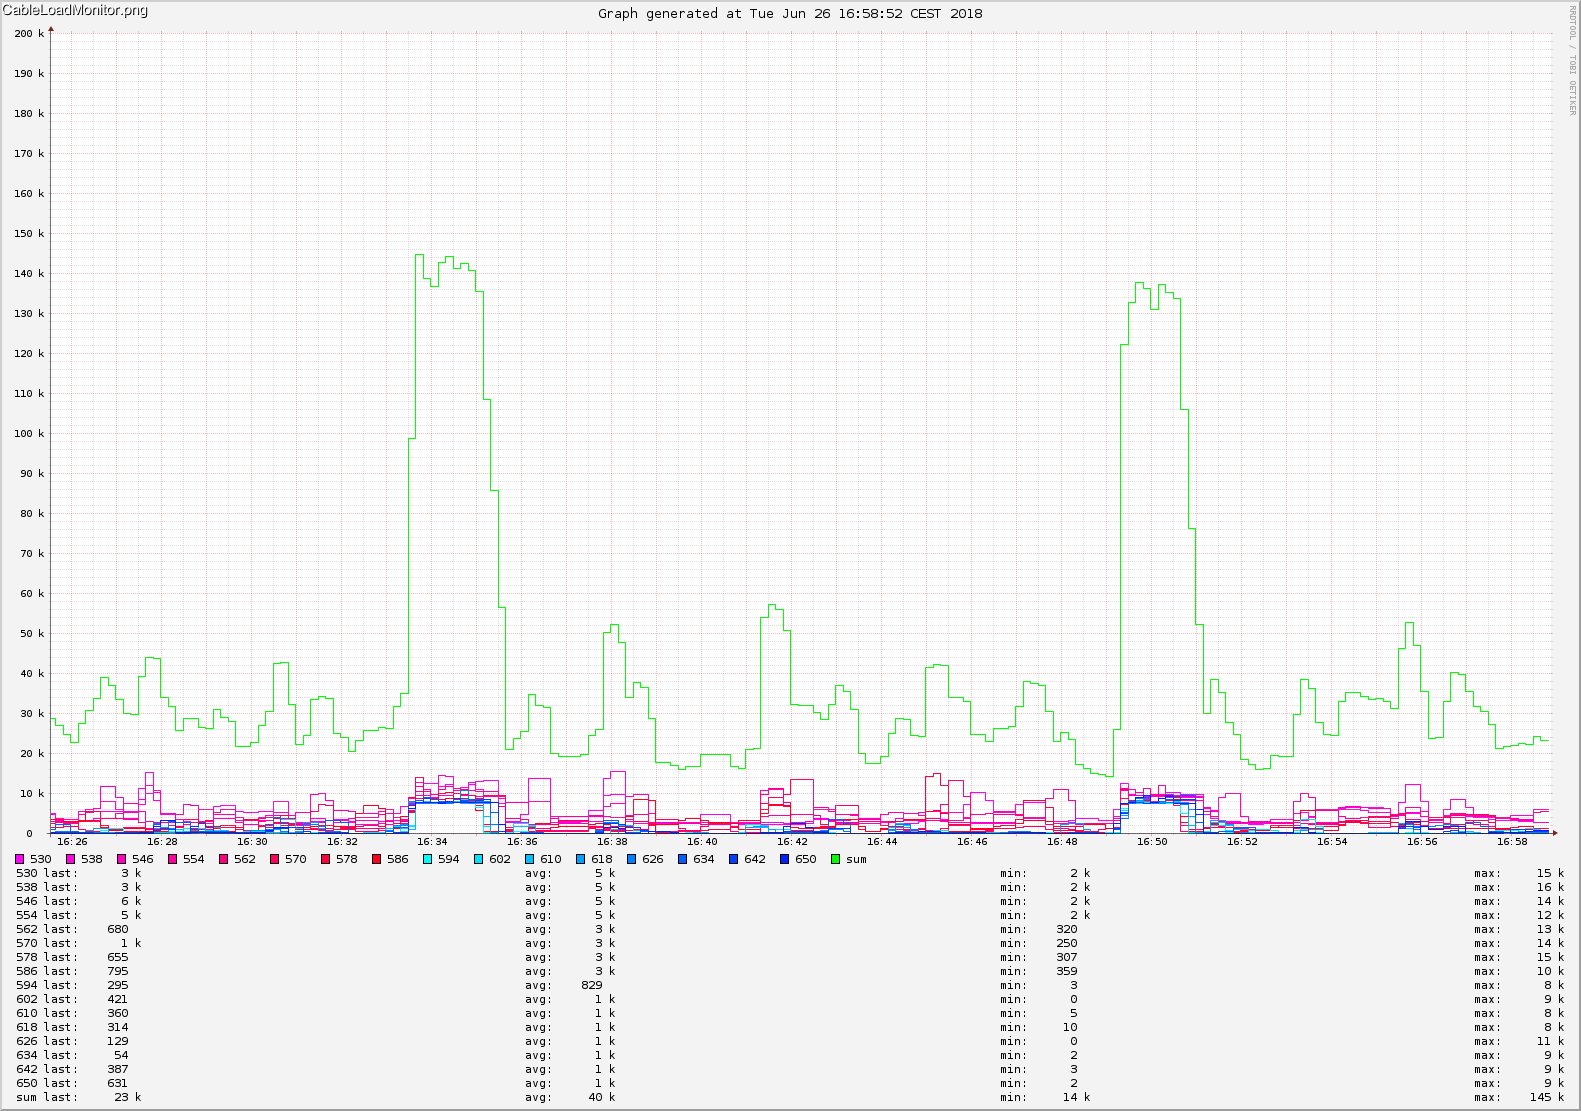 CableLoadMonitor.png
Graph generated at Tue Jun 26 16:58:52 CEST 2018
RRDTOOL / TOBI OETIKER
200 k
190 k
180 k
170 k
160 k
150 k
140 k
130 k
120 k
110 k
100 k
90 k
80 k
70 k
60 k
50 k
40 k
30 k
20 k
10 k
0
16:26 16:28 16:30 16:32 16:34 16:36 16:38 16:40 16:42 16:44 16:46 16:48 16:50 16:52 16:54 16:56 16:58
530 538 546 554 562 570 578 586 594 602 610 618 626 634 642 650 sum
530 last: 3 k avg: 5 k min: 2 k max: 15 k
538 last: 3 k avg: 5 k min: 2 k max: 16 k
546 last: 6 k avg: 5 k min: 2 k max: 14 k
554 last: 5 k avg: 5 k min: 2 k max: 12 k
562 last: 680 avg: 3 k min: 320 max: 13 k
570 last: 1 k avg: 3 k min: 250 max: 14 k
578 last: 655 avg: 3 k min: 307 max: 15 k
586 last: 795 avg: 3 k min: 359 max: 10 k
594 last: 295 avg: 829 min: 3 max: 8 k
602 last: 421 avg: 1 k min: 0 max: 9 k
610 last: 360 avg: 1 k min: 5 max: 8 k
618 last: 314 avg: 1 k min: 10 max: 8 k
626 last: 129 avg: 1 k min: 0 max: 11 k
634 last: 54 avg: 1 k min: 2 max: 9 k
642 last: 387 avg: 1 k min: 3 max: 9 k
650 last: 631 avg: 1 k min: 2 max: 9 k
sum last: 23 k avg: 40 k min: 14 k max: 145 k